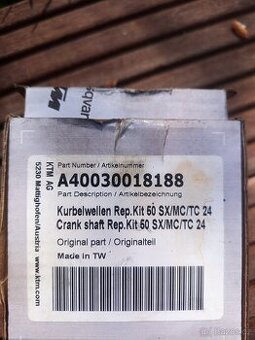 KTM
KTM AG
5230 Mattighofen/Austria
www.ktm.com
Part Number / Artikelnummer
A40030018188
Part Description / Artikelbezeichnung
Kurbelwellen Rep.Kit 50 SX/MC/TC 24
Crank shaft Rep.Kit 50 SX/MC/TC 24
Original part / Originalteil
Made in TW